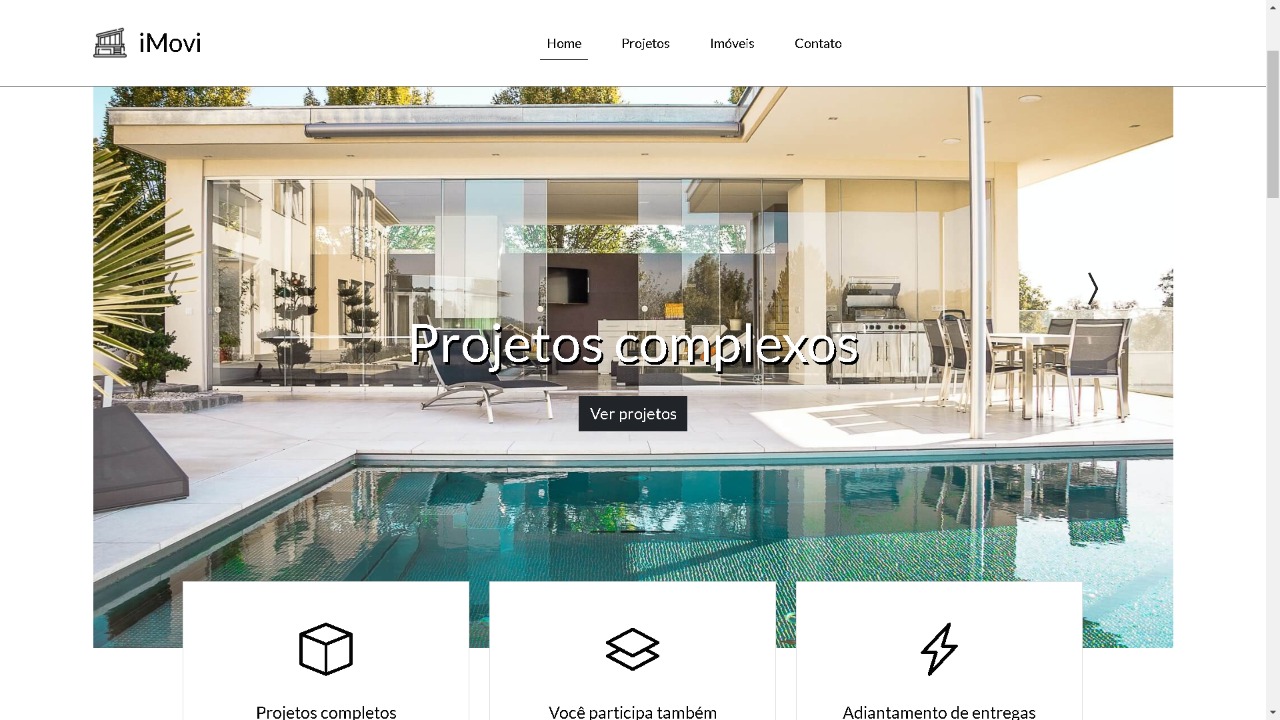 iMovi
Home Projetos Imóveis Contato
Projetos complexos
Ver projetos
Projetos completos
Você participa também
Adiantamento de entregas